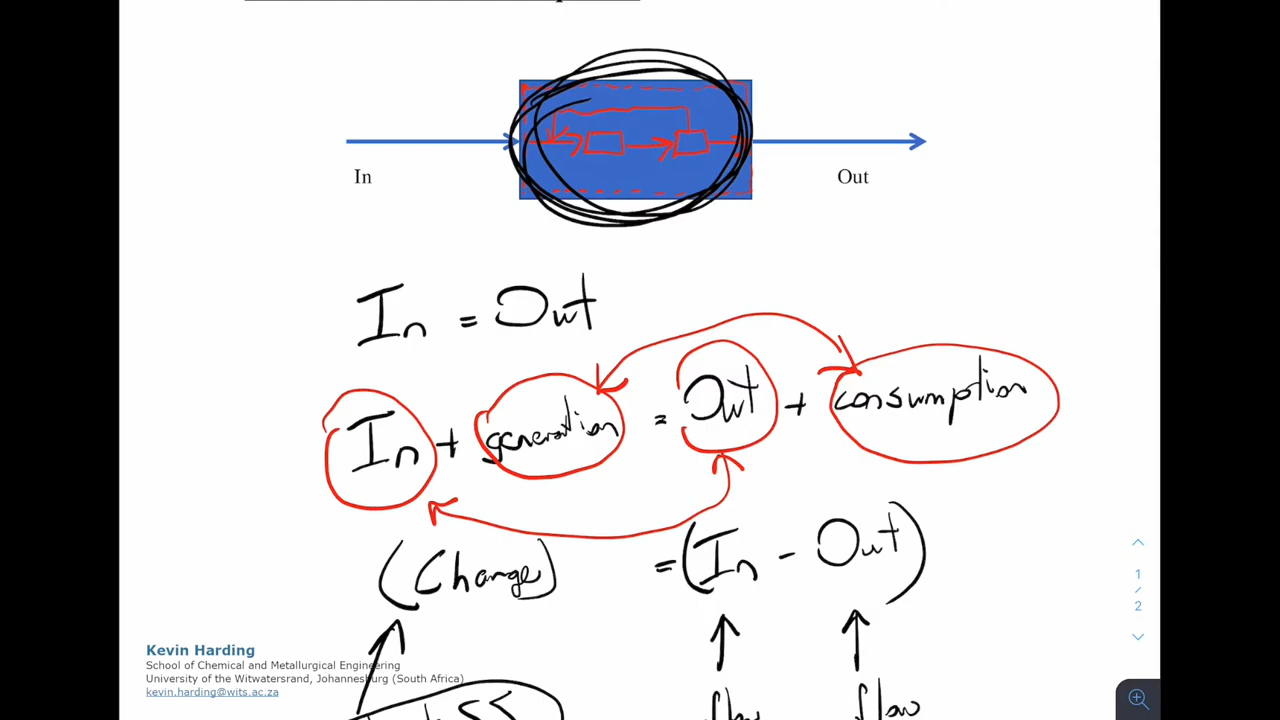 In Out
In = Out
In + generation = Out + consumption
(Change) = (In - Out)
Kevin Harding
School of Chemical and Metallurgical Engineering
University of the Witwatersrand, Johannesburg (South Africa)
kevin.harding@wits.ac.za
flow flow
1
/
2